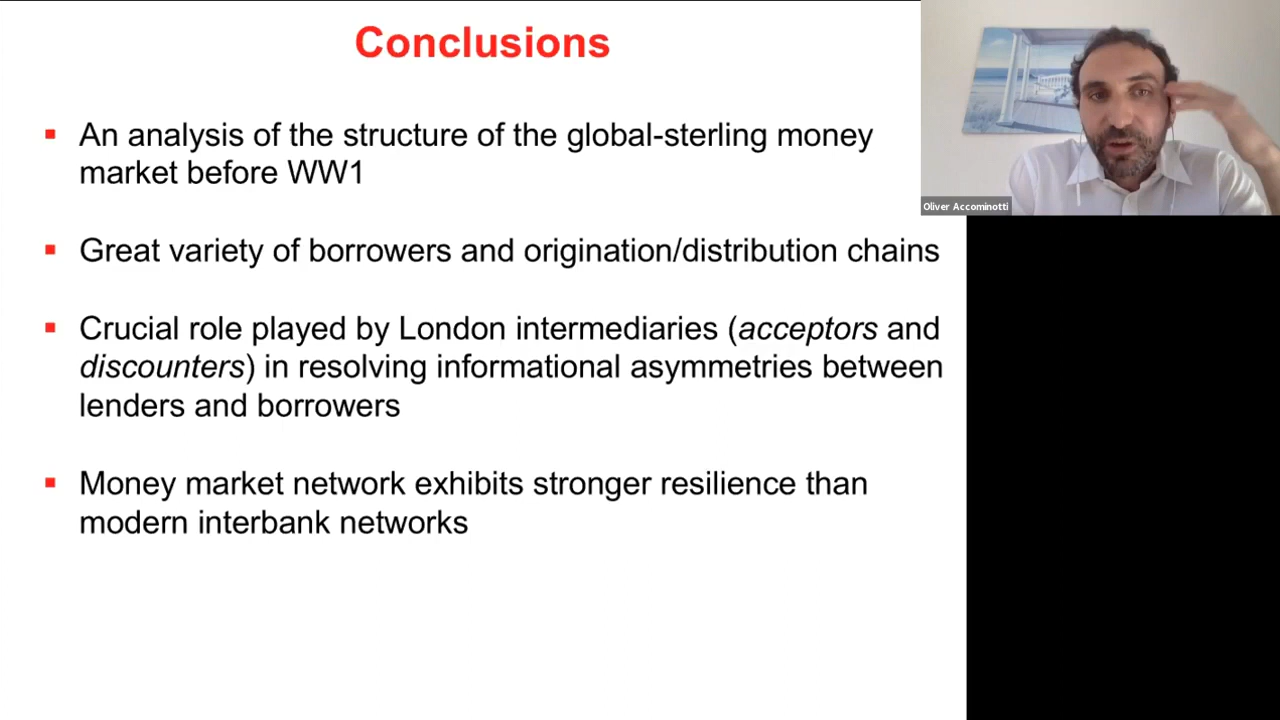 Conclusions
▪ An analysis of the structure of the global-sterling money
market before WW1
▪ Great variety of borrowers and origination/distribution chains
▪ Crucial role played by London intermediaries (acceptors and
discounters) in resolving informational asymmetries between
lenders and borrowers
▪ Money market network exhibits stronger resilience than
modern interbank networks
Oliver Accominotti